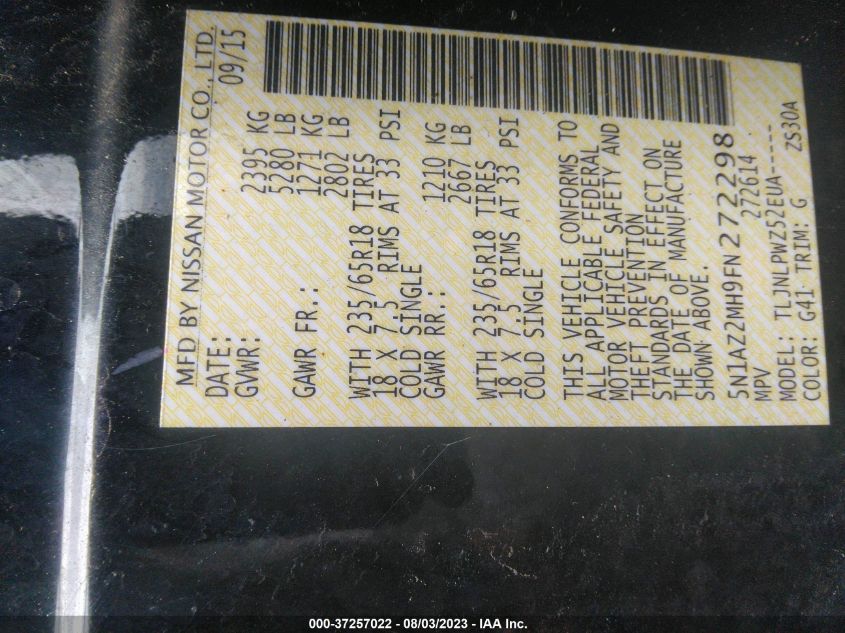 MFD BY NISSAN MOTOR CO., LTD.
DATE: 09/15
GVWR: 2395 KG
5280 LB
GAWR FR.: 1271 KG
2802 LB
WITH 235/65R18 TIRES
18 X 7.5 RIMS AT 33 PSI
COLD SINGLE
GAWR RR.: 1210 KG
2667 LB
WITH 235/65R18 TIRES
18 X 7.5 RIMS AT 33 PSI
COLD SINGLE
THIS VEHICLE CONFORMS TO
ALL APPLICABLE FEDERAL
MOTOR VEHICLE SAFETY AND
THEFT PREVENTION
STANDARDS IN EFFECT ON
THE DATE OF MANUFACTURE
SHOWN ABOVE.
5N1AZ2MH9FN272298
MPV 272614
MODEL: TLJNLPWZ52EUA-----
COLOR: G41 TRIM: G ZS30A
000-37257022 - 08/03/2023 - IAA Inc.